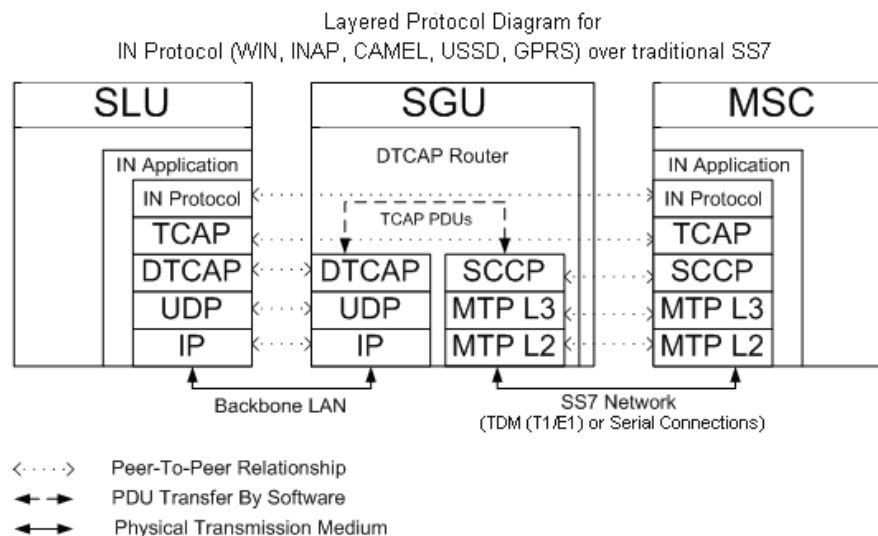 Layered Protocol Diagram for
IN Protocol (WIN, INAP, CAMEL, USSD, GPRS) over traditional SS7
SLU
SGU
MSC
DTCAP Router
IN Application
IN Application
IN Protocol
IN Protocol
TCAP PDUs
TCAP
TCAP
DTCAP
DTCAP
SCCP
SCCP
UDP
UDP
MTP L3
MTP L3
IP
IP
MTP L2
MTP L2
Backbone LAN
SS7 Network
(TDM (T1/E1) or Serial Connections)
Peer-To-Peer Relationship
PDU Transfer By Software
Physical Transmission Medium